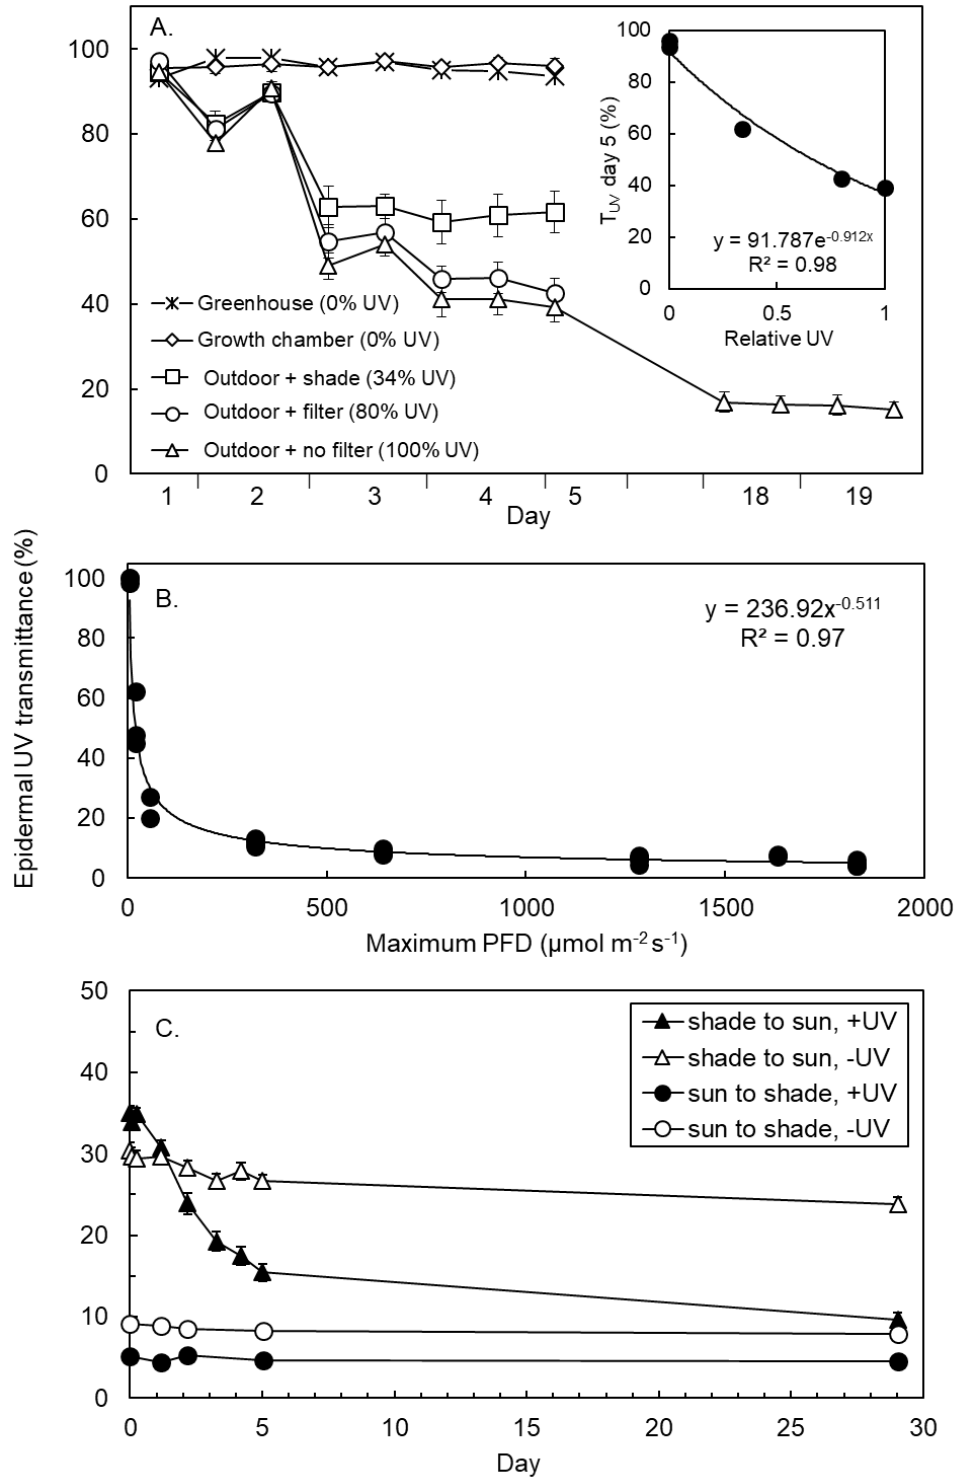 Epidermal UV transmittance (%)
A.
100
80
60
40
20
0
Greenhouse (0% UV)
Growth chamber (0% UV)
Outdoor + shade (34% UV)
Outdoor + filter (80% UV)
Outdoor + no filter (100% UV)
1 2 3 4 5 18 19
Day
TUV day 5 (%)
100
80
60
40
20
0
y = 91.787e-0.912x
R² = 0.98
0 0.5 1
Relative UV
B.
100
80
60
40
20
0
y = 236.92x-0.511
R² = 0.97
0 500 1000 1500 2000
Maximum PFD (µmol m-2 s-1)
C.
50
40
30
20
10
0
shade to sun, +UV
shade to sun, -UV
sun to shade, +UV
sun to shade, -UV
0 5 10 15 20 25 30
Day